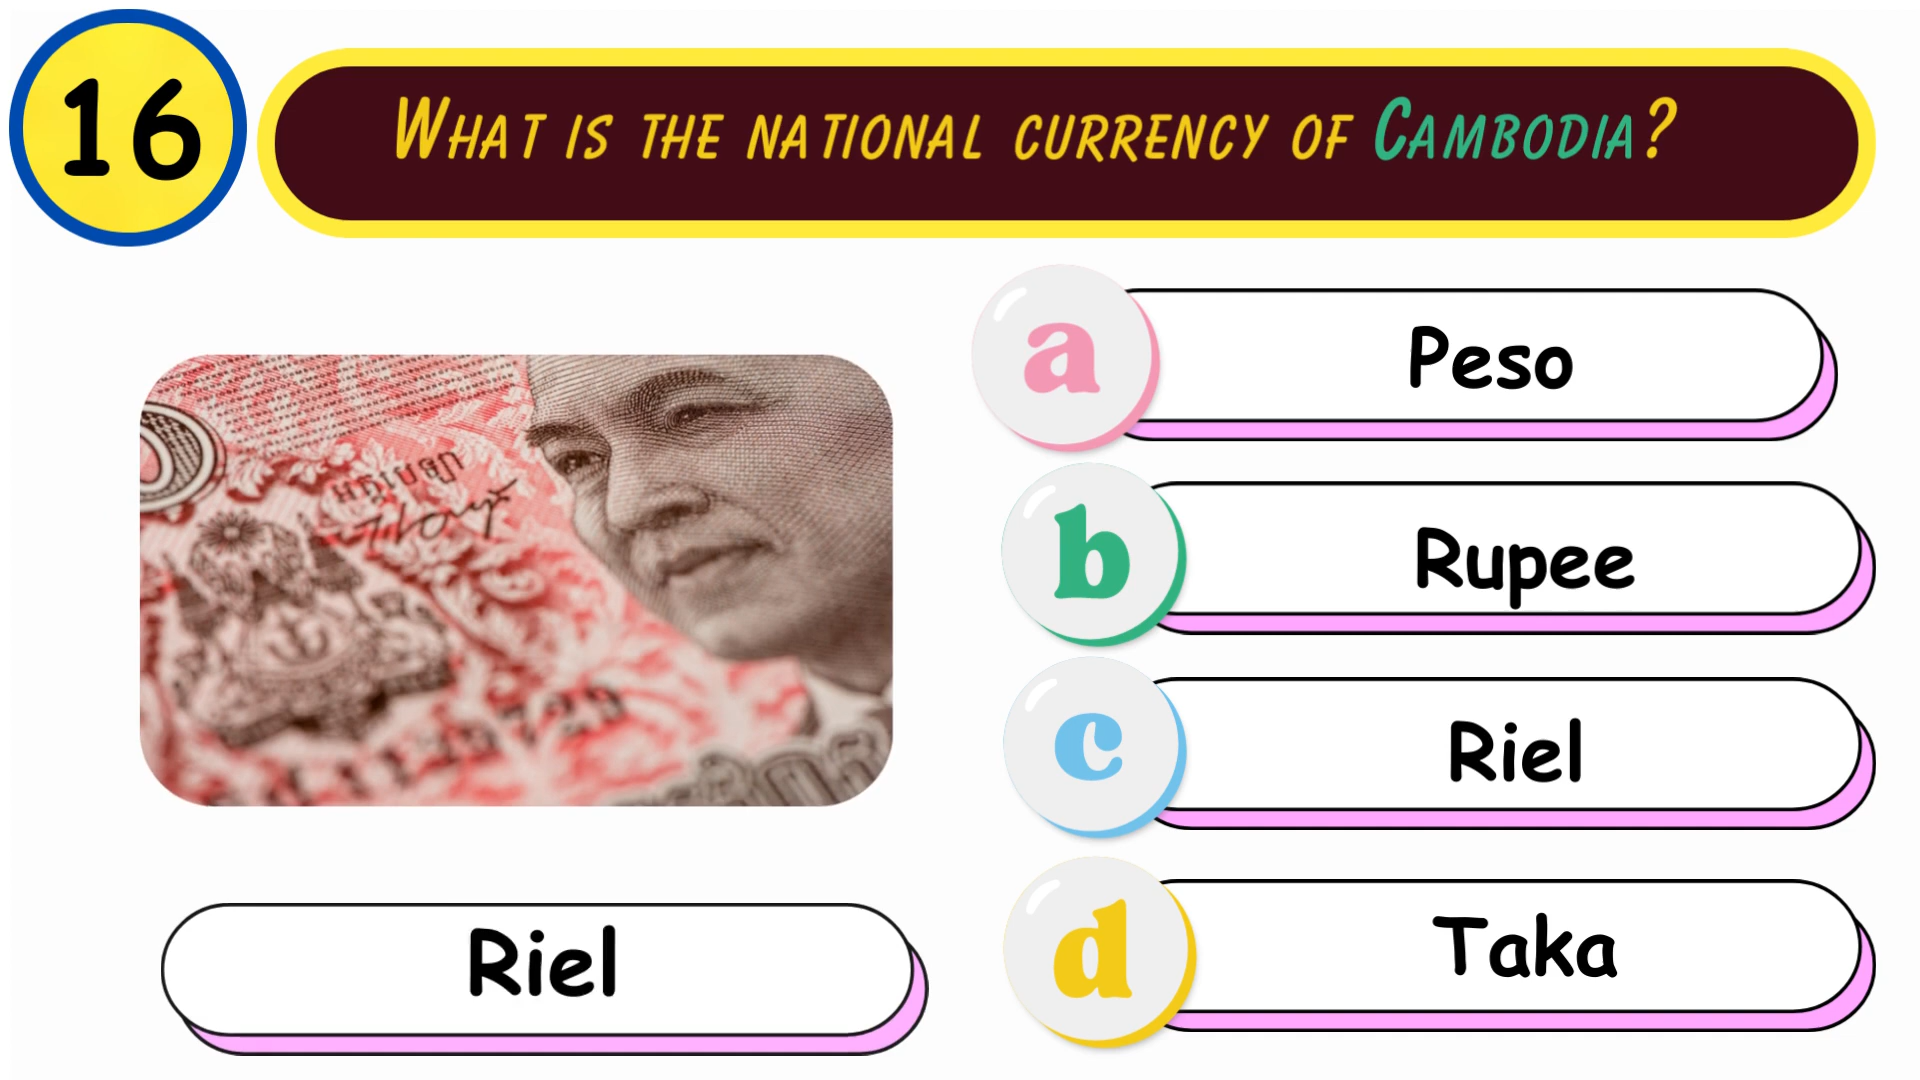 16
What is the national currency of Cambodia?
a
Peso
b
Rupee
c
Riel
d
Taka
Riel